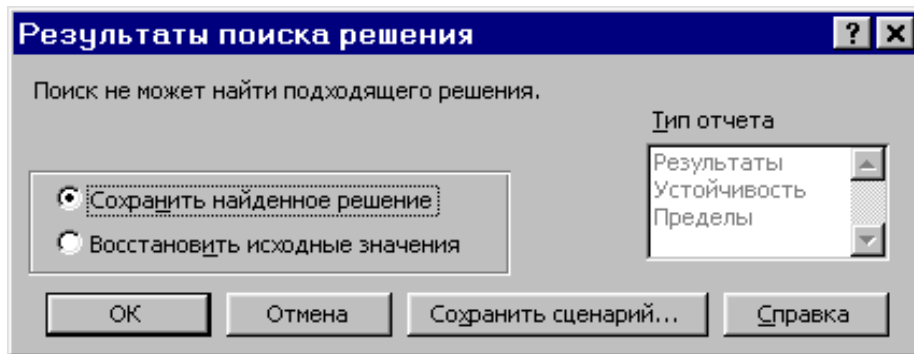 Результаты поиска решения
Поиск не может найти подходящего решения.
Тип отчета
Результаты
Устойчивость
Пределы
Сохранить найденное решение
Восстановить исходные значения
ОК
Отмена
Сохранить сценарий...
Справка